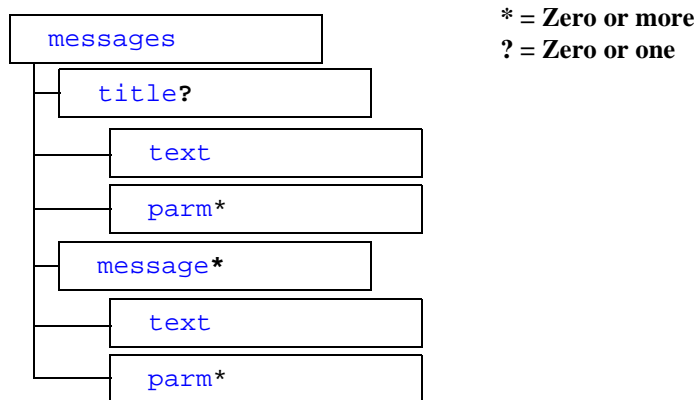 messages
title?
text
parm*
message*
text
parm*
* = Zero or more
? = Zero or one